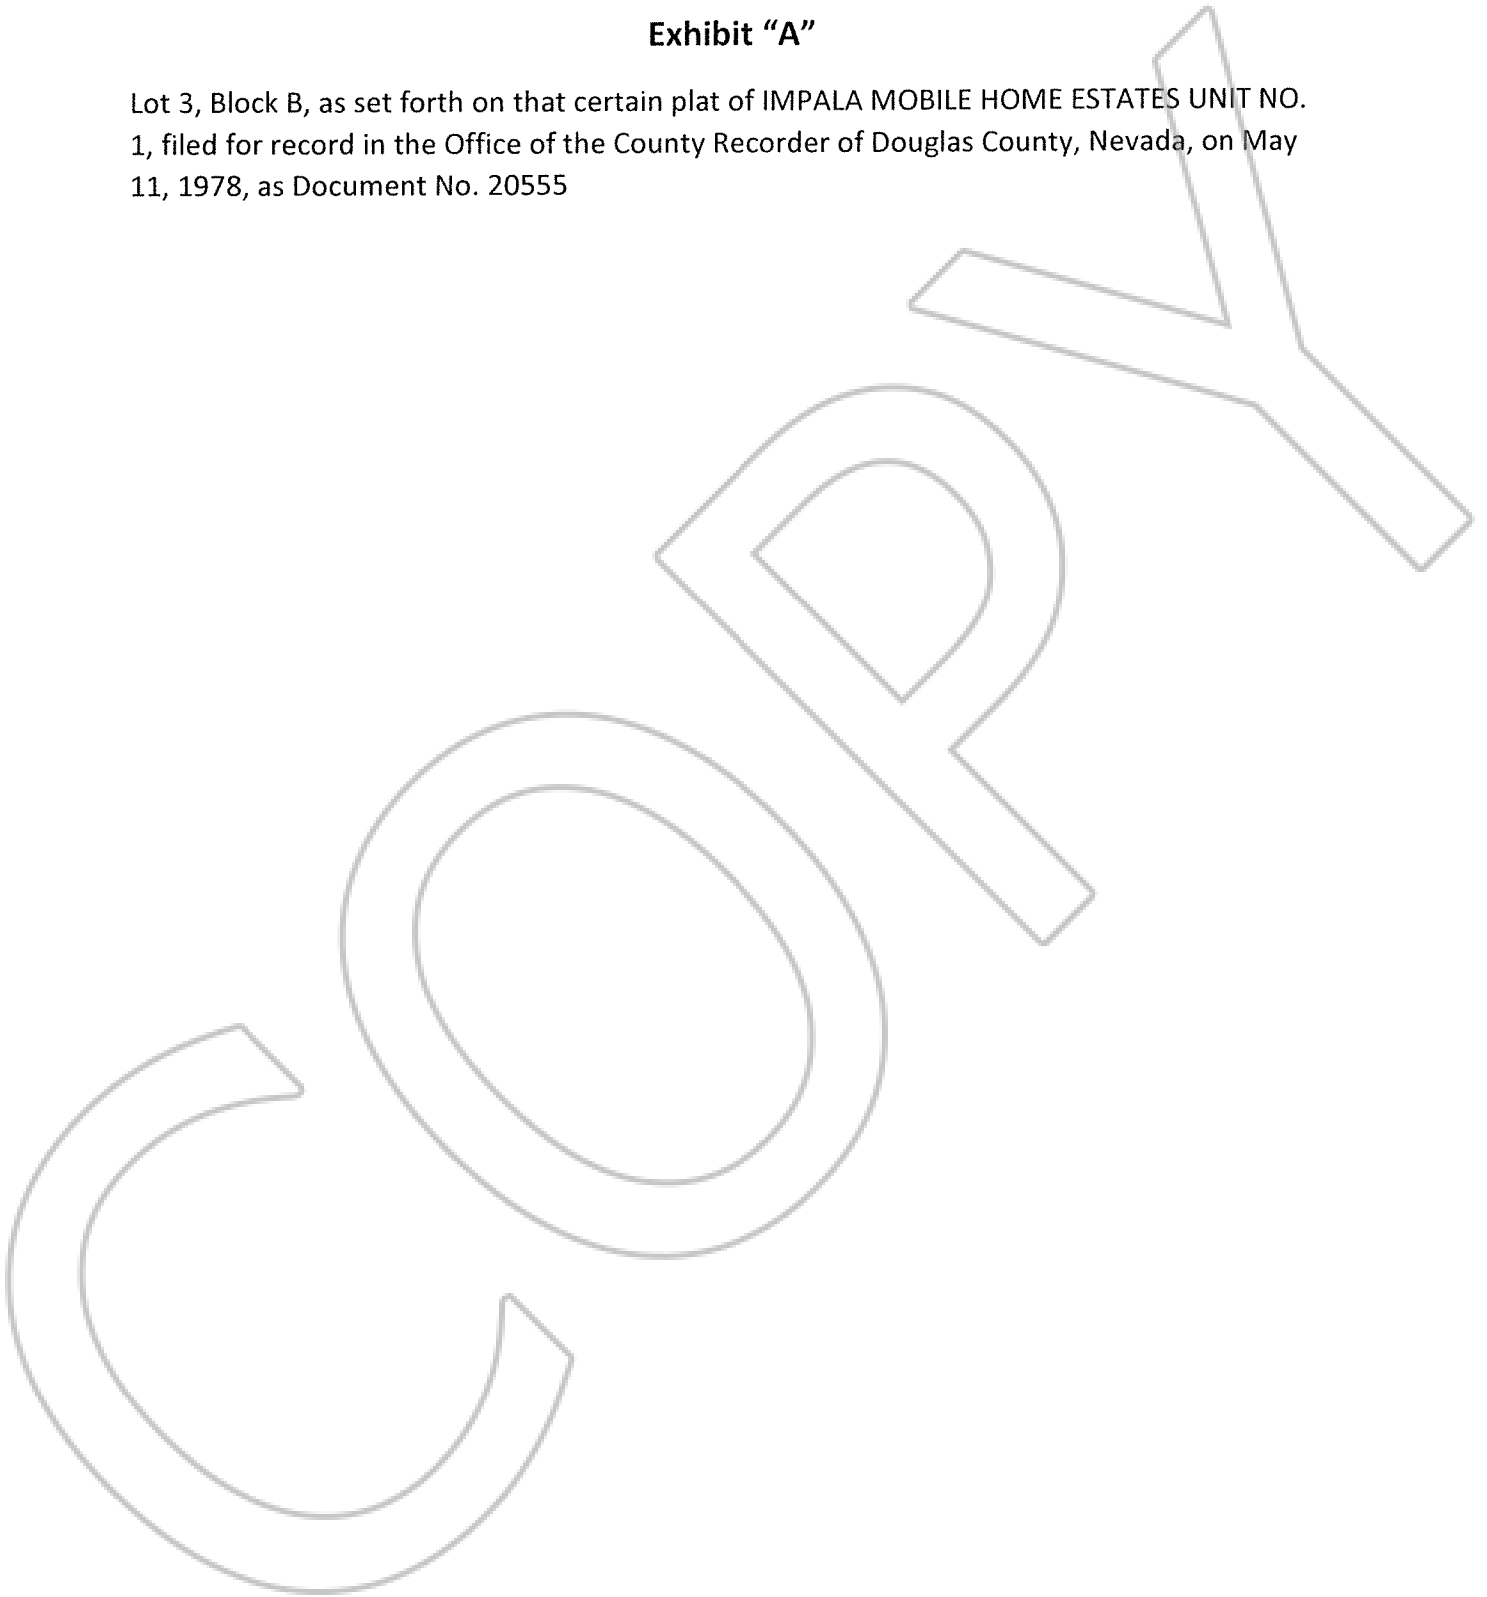 Exhibit “A”
Lot 3, Block B, as set forth on that certain plat of IMPALA MOBILE HOME ESTATES UNIT NO.
1, filed for record in the Office of the County Recorder of Douglas County, Nevada, on May
11, 1978, as Document No. 20555
COPY